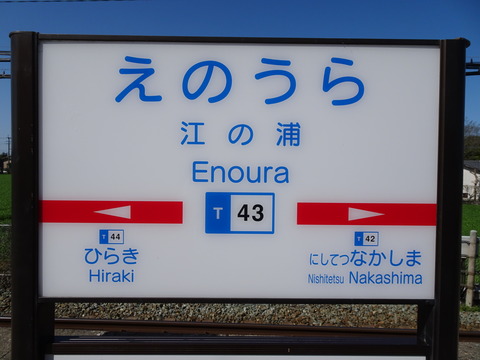 えのうら
江の浦
Enoura
T 43
T 44
ひらき
Hiraki
T 42
にしてつなかしま
Nishitetsu Nakashima